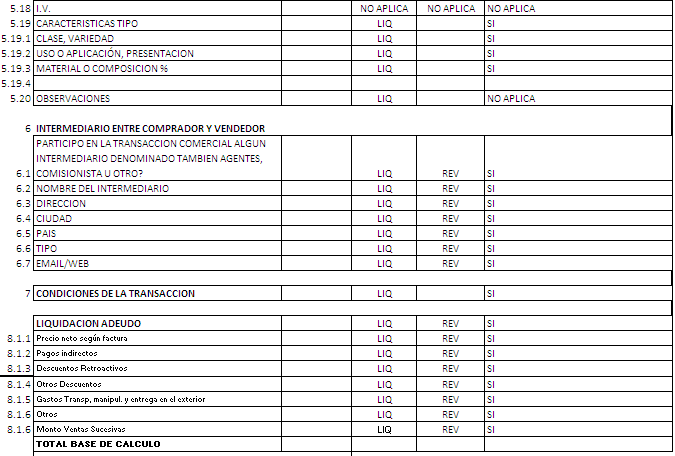 5.18 I.V. NO APLICA NO APLICA NO APLICA
5.19 CARACTERISTICAS TIPO LIQ SI
5.19.1 CLASE, VARIEDAD LIQ SI
5.19.2 USO O APLICACIÓN, PRESENTACION LIQ SI
5.19.3 MATERIAL O COMPOSICION % LIQ SI
5.19.4
5.20 OBSERVACIONES LIQ NO APLICA
6 INTERMEDIARIO ENTRE COMPRADOR Y VENDEDOR
PARTICIPO EN LA TRANSACCION COMERCIAL ALGUN
INTERMEDIARIO DENOMINADO TAMBIEN AGENTES,
6.1 COMISIONISTA U OTRO? LIQ REV SI
6.2 NOMBRE DEL INTERMEDIARIO LIQ REV SI
6.3 DIRECCION LIQ REV SI
6.4 CIUDAD LIQ REV SI
6.5 PAIS LIQ REV SI
6.6 TIPO LIQ REV SI
6.7 EMAIL/WEB LIQ REV SI
7 CONDICIONES DE LA TRANSACCION LIQ SI
LIQUIDACION ADEUDO LIQ REV SI
8.1.1 Precio neto según factura LIQ REV SI
8.1.2 Pagos indirectos LIQ REV SI
8.1.3 Descuentos Retroactivos LIQ REV SI
8.1.4 Otros Descuentos LIQ REV SI
8.1.5 Gastos Transp, manipul. y entrega en el exterior LIQ REV SI
8.1.6 Otros LIQ REV SI
8.1.6 Monto Ventas Sucesivas LIQ REV SI
TOTAL BASE DE CALCULO